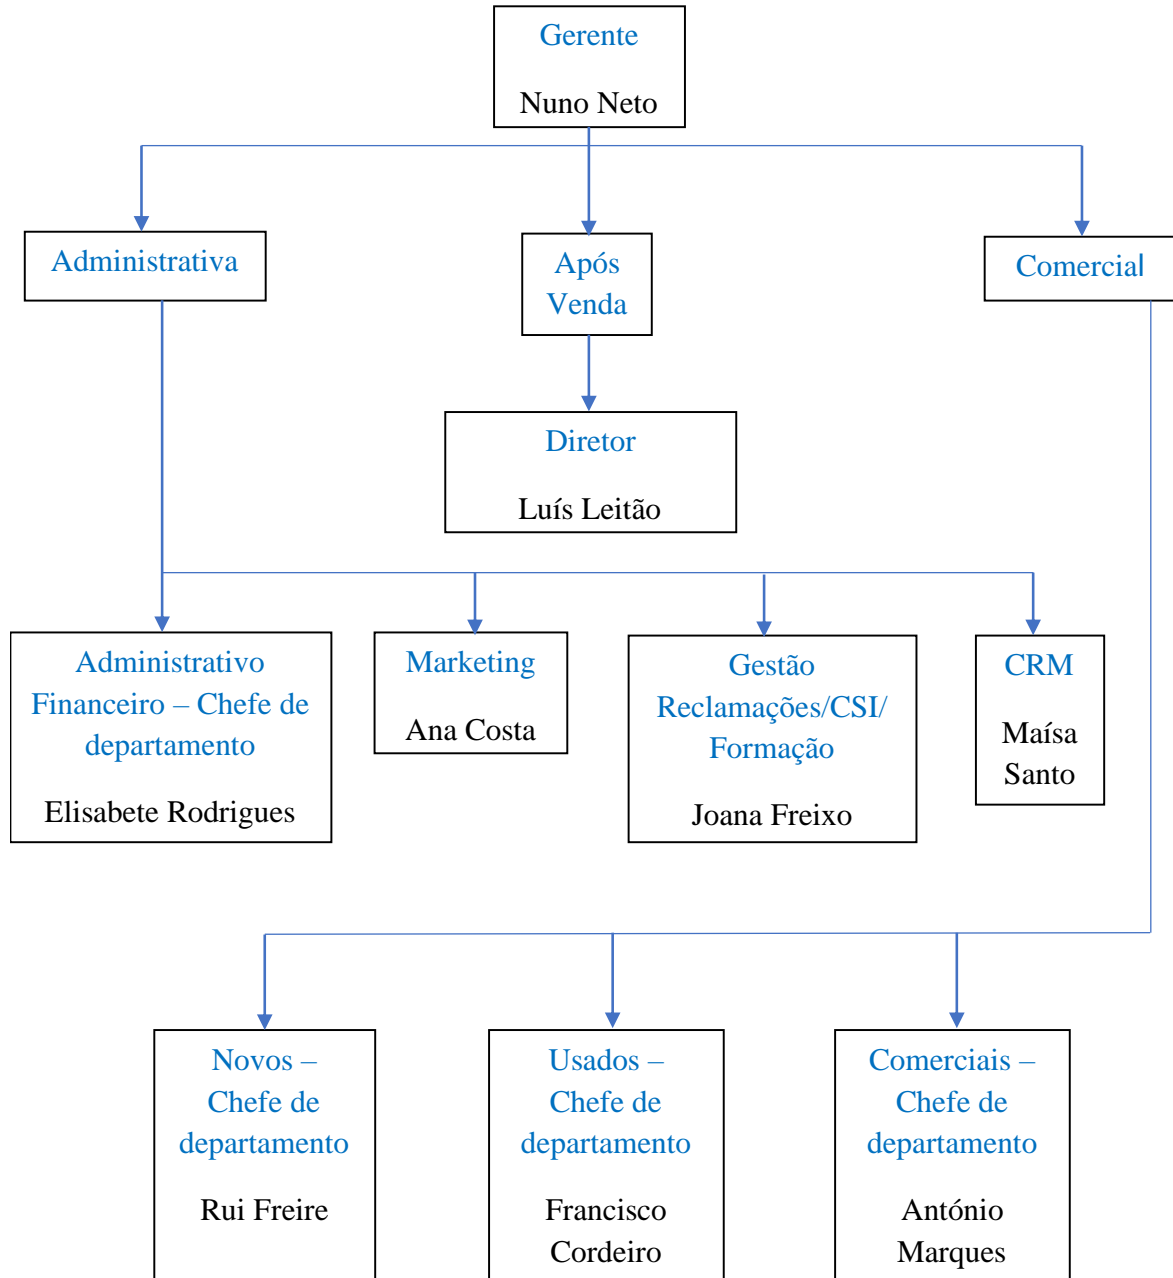 Gerente
Nuno Neto
Administrativa
Após
Venda
Comercial
Diretor
Luís Leitão
Administrativo
Financeiro – Chefe de
departamento
Elisabete Rodrigues
Marketing
Ana Costa
Gestão
Reclamações/CSI/
Formação
Joana Freixo
CRM
Maísa
Santo
Novos –
Chefe de
departamento
Rui Freire
Usados –
Chefe de
departamento
Francisco
Cordeiro
Comerciais –
Chefe de
departamento
António
Marques